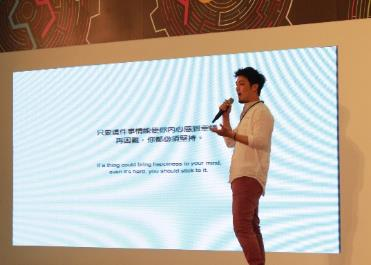 只要這件事情能使你內心感到幸
再困難，你都必須堅持。
If a thing could bring happiness to your mind,
even it's hard, you should stick to it.